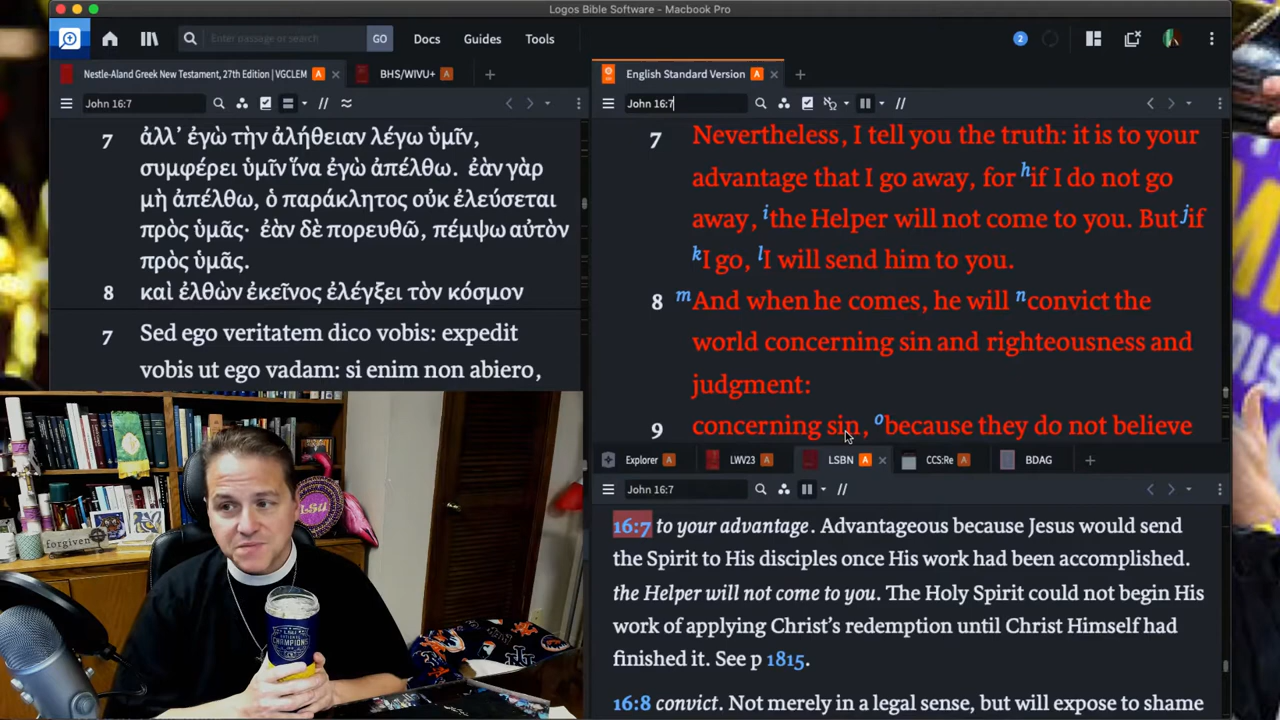 Logos Bible Software - Macbook Pro
Enter passage or search
GO
Docs
Guides
Tools
2
Nestle-Aland Greek New Testament, 27th Edition | VGCLEM A
BHS/WIVU+ A
John 16:7
7 ἀλλ’ ἐγὼ τὴν ἀλήθειαν λέγω ὑμῖν,
συμφέρει ὑμῖν ἵνα ἐγὼ ἀπέλθω. ἐὰν γὰρ
μὴ ἀπέλθω, ὁ παράκλητος οὐκ ἐλεύσεται
πρὸς ὑμᾶς· ἐὰν δὲ πορευθῶ, πέμψω αὐτὸν
πρὸς ὑμᾶς.
8 καὶ ἐλθὼν ἐκεῖνος ἐλέγξει τὸν κόσμον
7 Sed ego veritatem dico vobis: expedit
vobis ut ego vadam: si enim non abiero,
English Standard Version A
John 16:7
7 Nevertheless, I tell you the truth: it is to your
advantage that I go away, for h if I do not go
away, i the Helper will not come to you. But j if
k I go, l I will send him to you.
8 m And when he comes, he will n convict the
world concerning sin and righteousness and
judgment:
9 concerning sin, o because they do not believe
Explorer A
LWV23 A
LSBN A
CCS:Re A
BDAG
John 16:7
16:7 to your advantage. Advantageous because Jesus would send
the Spirit to His disciples once His work had been accomplished.
the Helper will not come to you. The Holy Spirit could not begin His
work of applying Christ’s redemption until Christ Himself had
finished it. See p 1815.
16:8 convict. Not merely in a legal sense, but will expose to shame
forgiven
LSU
CHAMPIONS